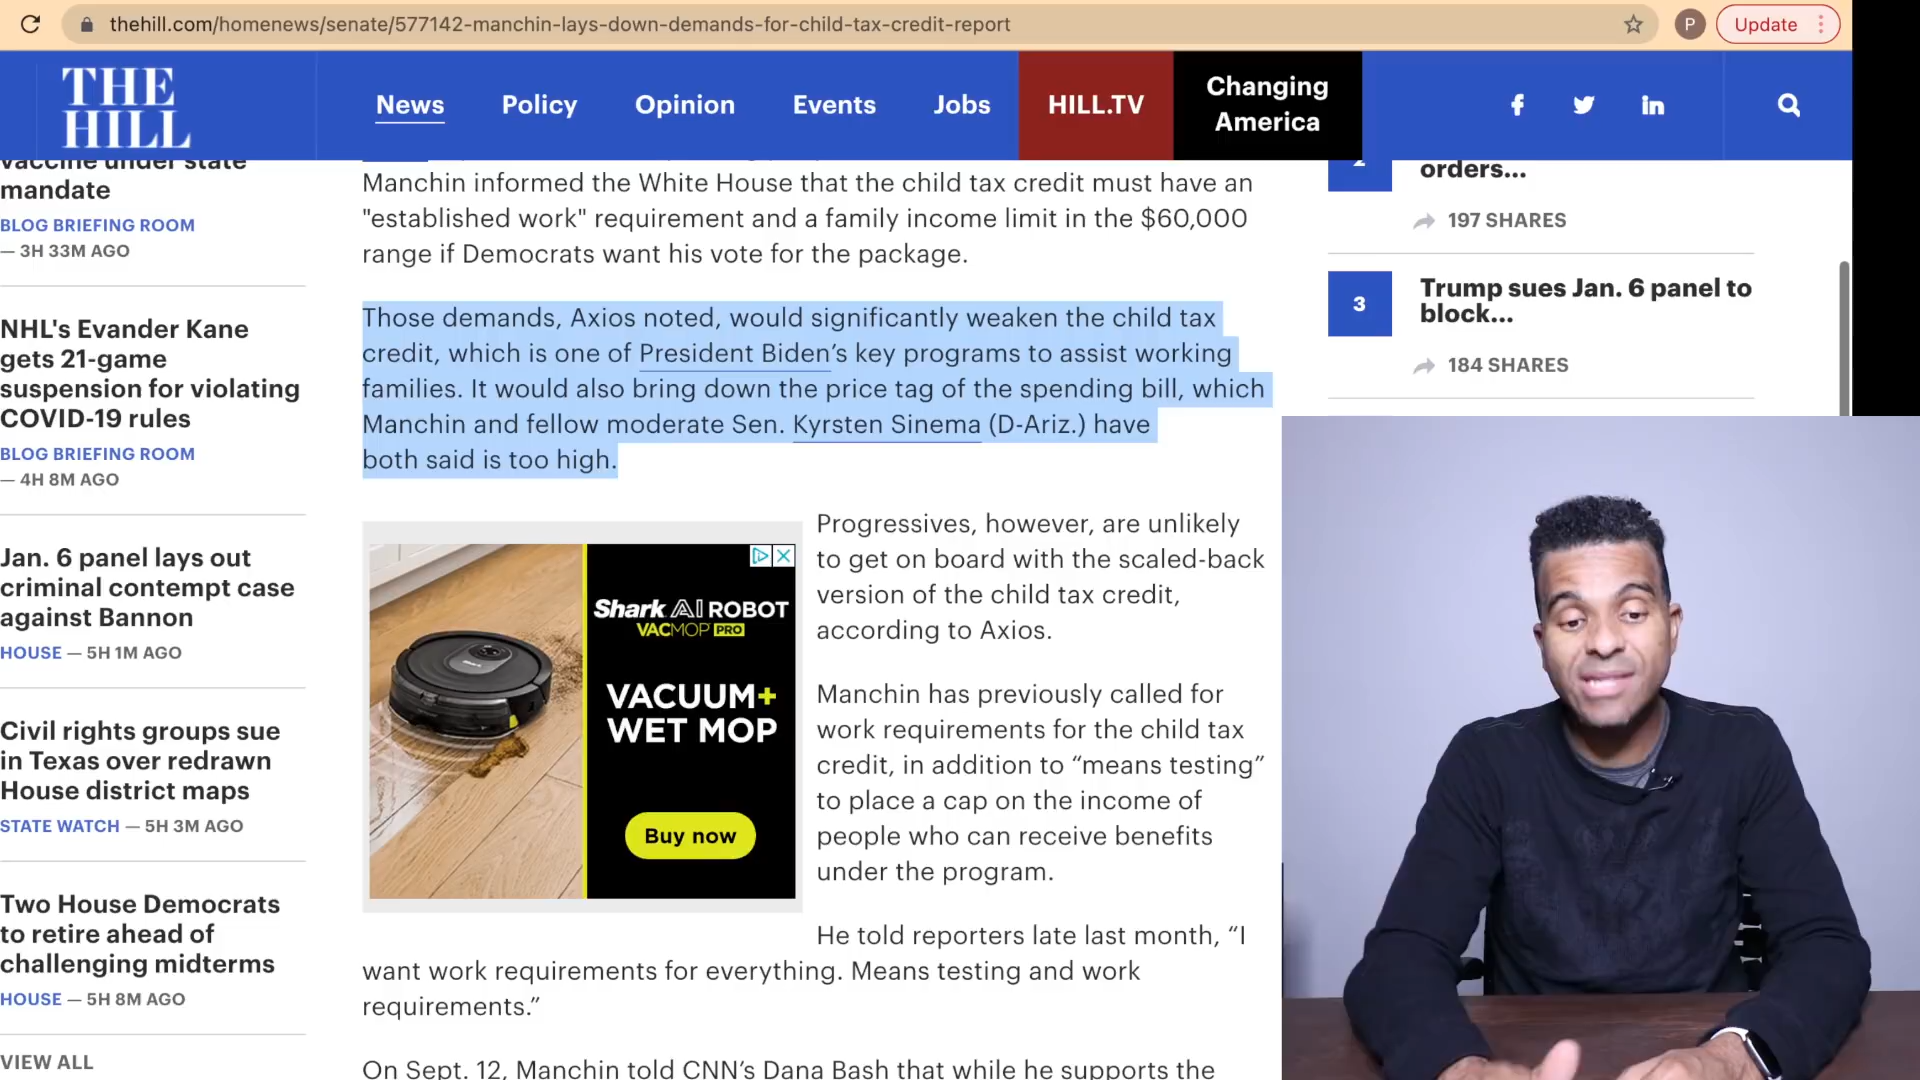 thehill.com/homenews/senate/577142-manchin-lays-down-demands-for-child-tax-credit-report
P
Update
THE
HILL
News
Policy
Opinion
Events
Jobs
HILL.TV
Changing
America
vaccine under state
mandate
BLOG BRIEFING ROOM
— 3H 33M AGO
NHL's Evander Kane
gets 21-game
suspension for violating
COVID-19 rules
BLOG BRIEFING ROOM
— 4H 8M AGO
Jan. 6 panel lays out
criminal contempt case
against Bannon
HOUSE — 5H 1M AGO
Civil rights groups sue
in Texas over redrawn
House district maps
STATE WATCH — 5H 3M AGO
Two House Democrats
to retire ahead of
challenging midterms
HOUSE — 5H 8M AGO
VIEW ALL
Manchin informed the White House that the child tax credit must have an
"established work" requirement and a family income limit in the $60,000
range if Democrats want his vote for the package.
Those demands, Axios noted, would significantly weaken the child tax
credit, which is one of President Biden’s key programs to assist working
families. It would also bring down the price tag of the spending bill, which
Manchin and fellow moderate Sen. Kyrsten Sinema (D-Ariz.) have
both said is too high.
Shark AI ROBOT
VACMOP PRO
VACUUM+
WET MOP
Buy now
Progressives, however, are unlikely
to get on board with the scaled-back
version of the child tax credit,
according to Axios.
Manchin has previously called for
work requirements for the child tax
credit, in addition to “means testing”
to place a cap on the income of
people who can receive benefits
under the program.
He told reporters late last month, “I
want work requirements for everything. Means testing and work
requirements.”
On Sept. 12, Manchin told CNN’s Dana Bash that while he supports the
2
orders...
197 SHARES
3
Trump sues Jan. 6 panel to
block...
184 SHARES